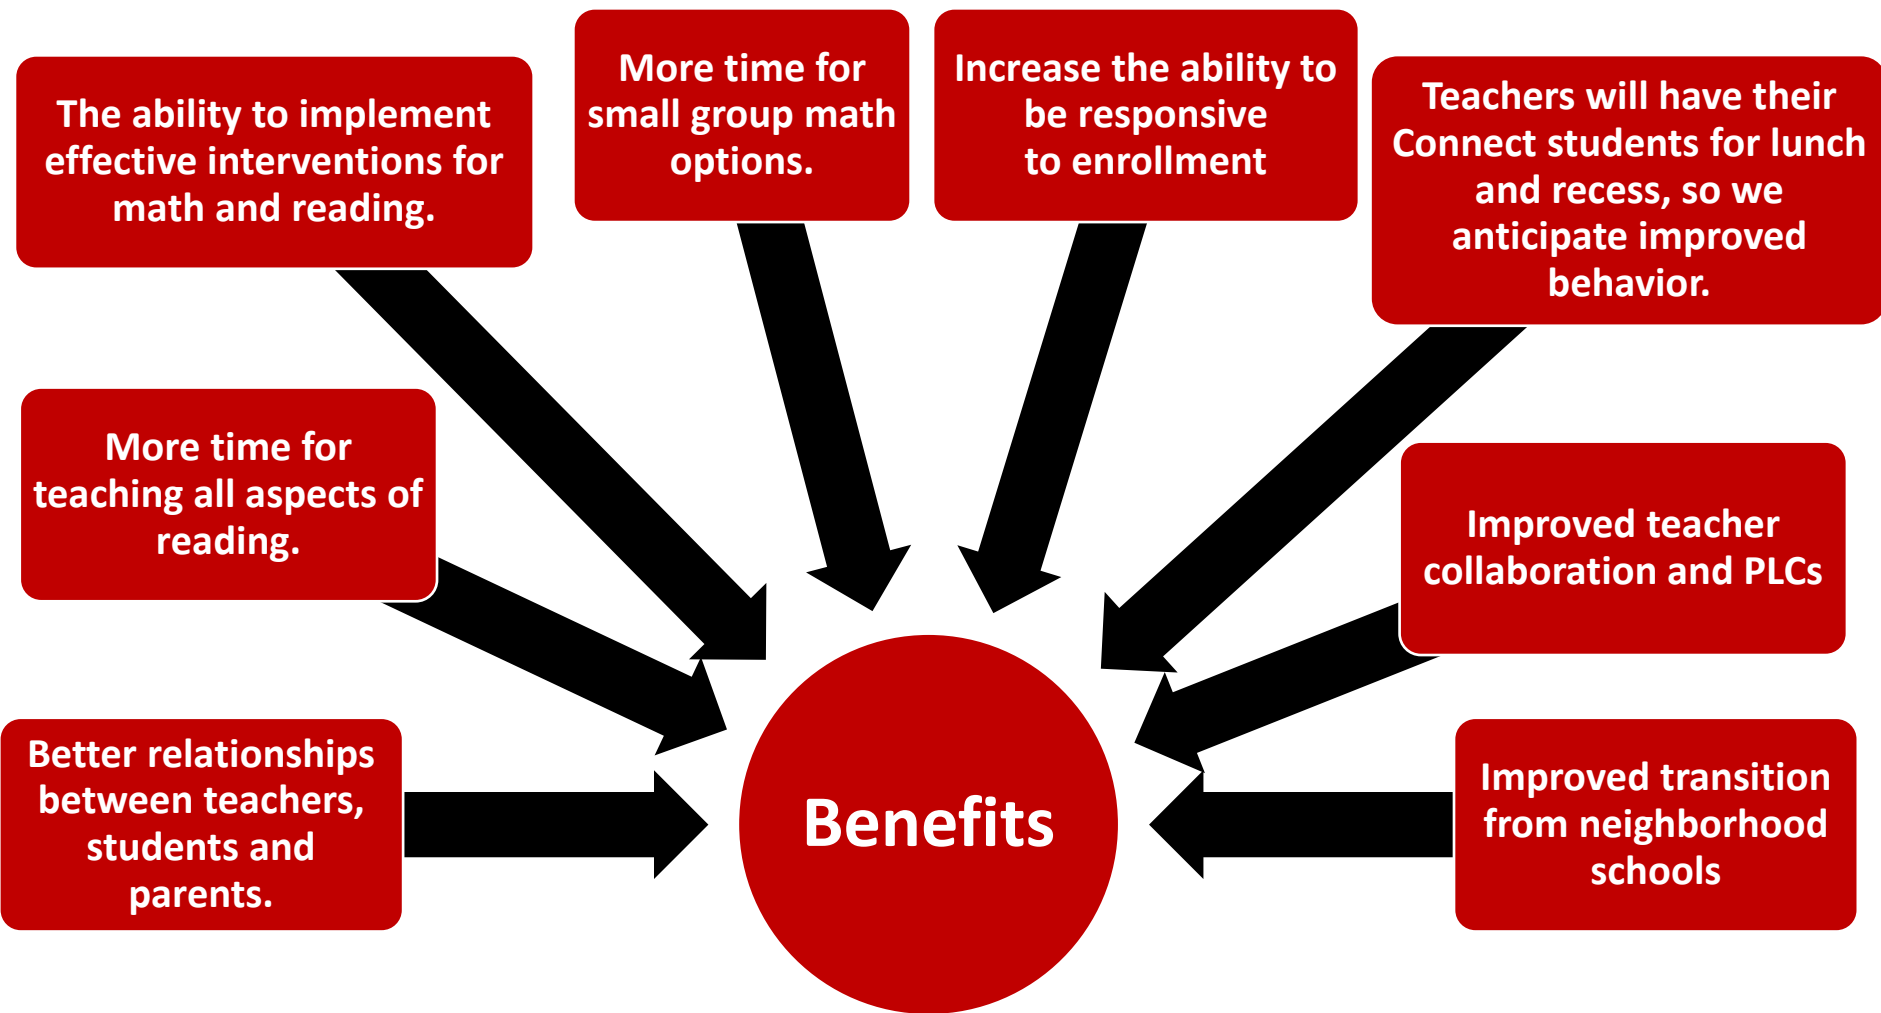 The ability to implement
effective interventions for
math and reading.
More time for
small group math
options.
Increase the ability to
be responsive
to enrollment
Teachers will have their
Connect students for lunch
and recess, so we
anticipate improved
behavior.
More time for
teaching all aspects of
reading.
Improved teacher
collaboration and PLCs
Better relationships
between teachers,
students and
parents.
Benefits
Improved transition
from neighborhood
schools